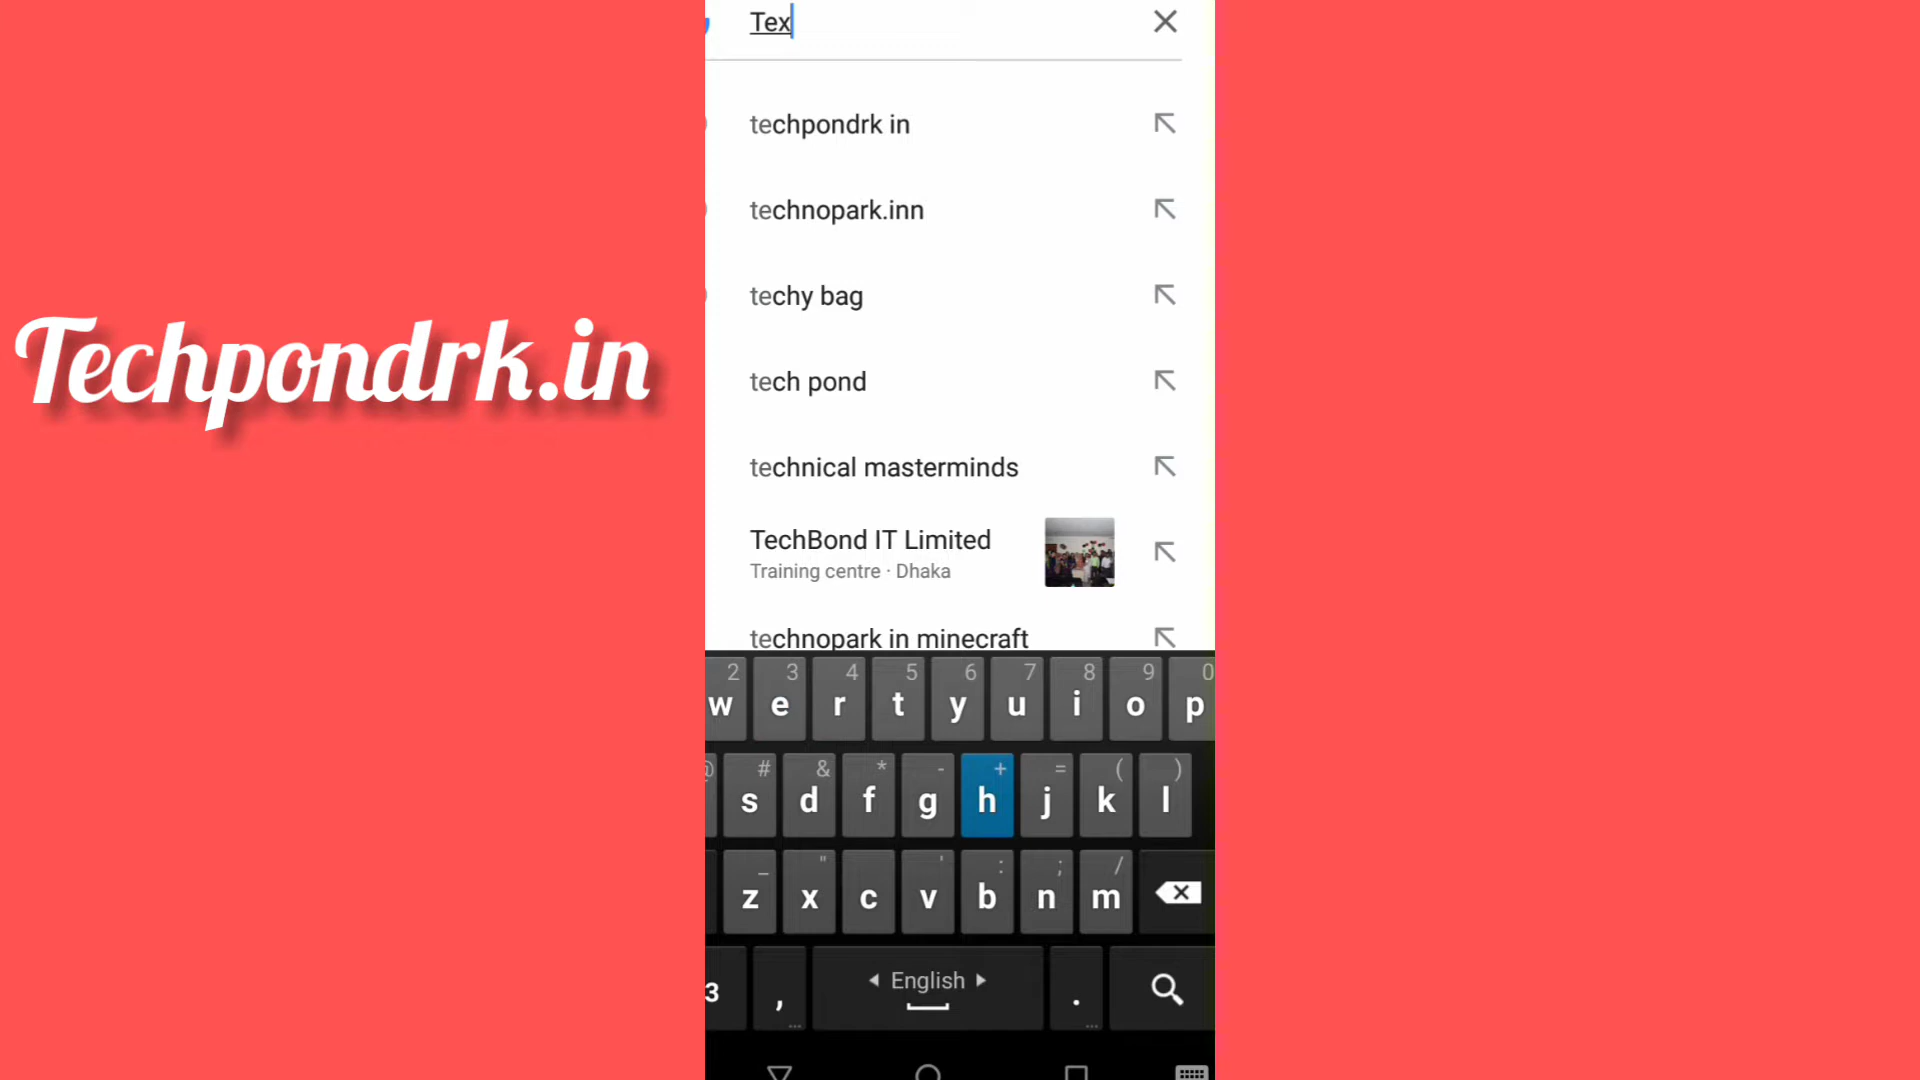 Tex
techpondrk in
technopark.inn
techy bag
tech pond
technical masterminds
TechBond IT Limited
Training centre · Dhaka
technopark in minecraft
Techpondrk.in
2 3 4 5 6 7 8 9 0
w e r t y u i o p
@ # & * - + = ( )
s d f g h j k l
_ " ' : ; /
z x c v b n m
3 , English .